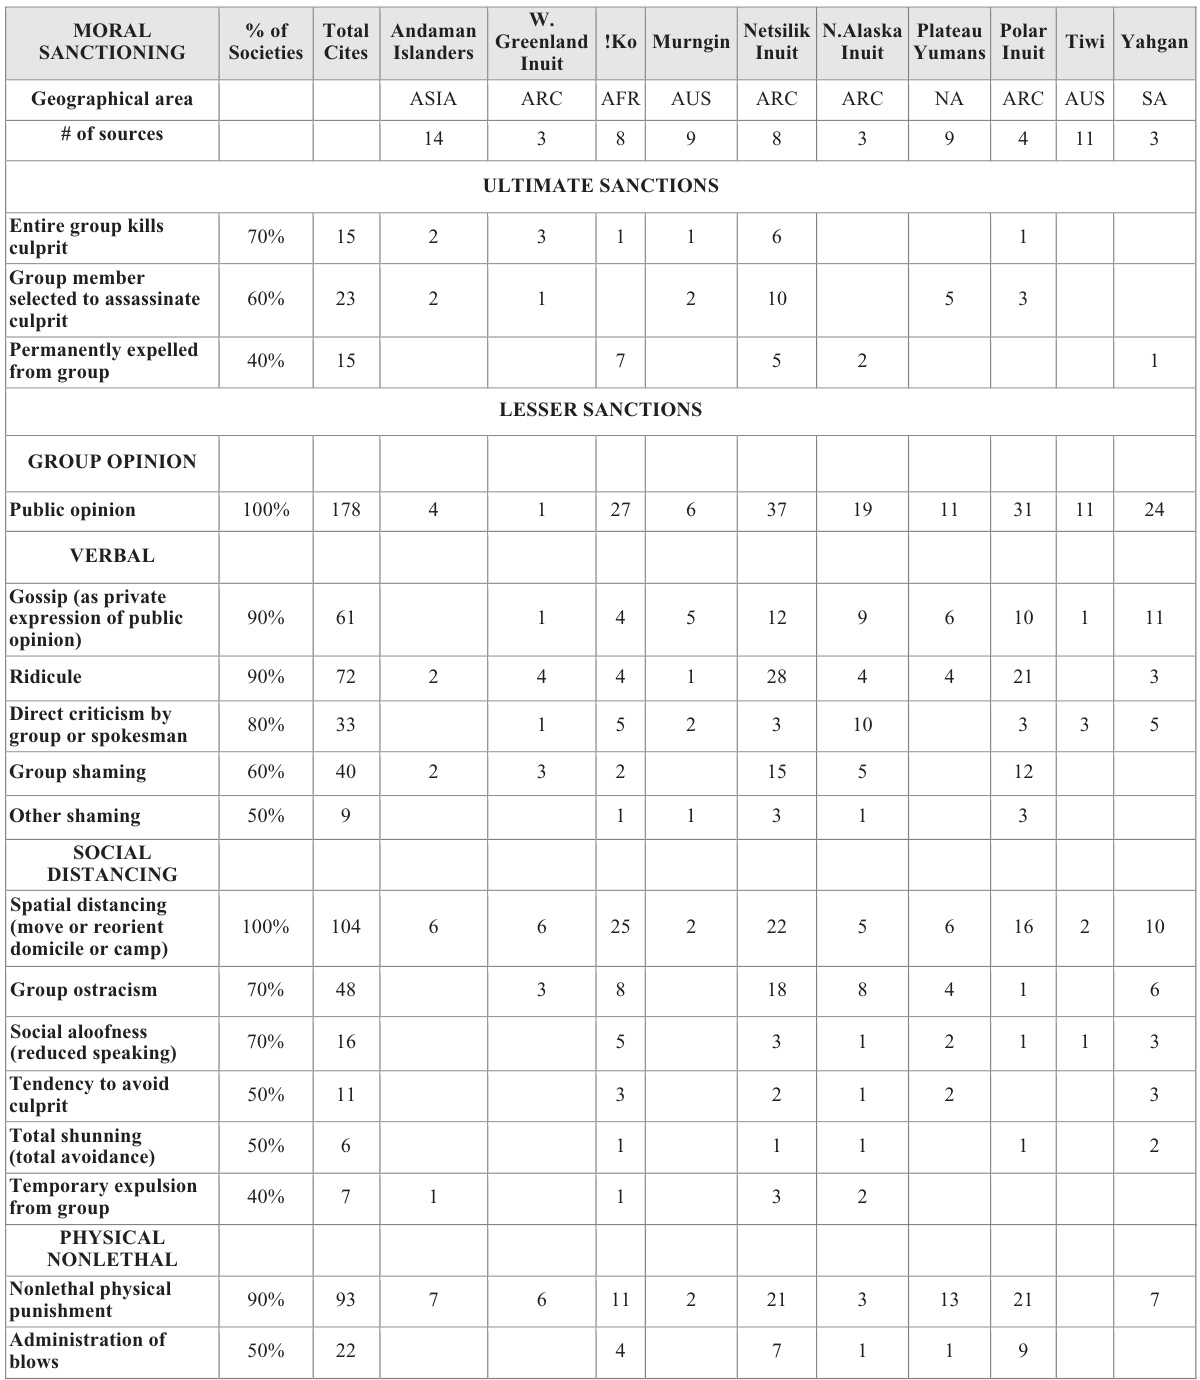 MORAL SANCTIONING % of Societies Total Cites Andaman Islanders W. Greenland Inuit !Ko Murngin Netsilik Inuit N.Alaska Inuit Plateau Yumans Polar Inuit Tiwi Yahgan
Geographical area ASIA ARC AFR AUS ARC ARC NA ARC AUS SA
# of sources 14 3 8 9 8 3 9 4 11 3
ULTIMATE SANCTIONS
Entire group kills culprit 70% 15 2 3 1 1 6 1
Group member selected to assassinate culprit 60% 23 2 1 2 10 5 3
Permanently expelled from group 40% 15 7 5 2 1
LESSER SANCTIONS
GROUP OPINION
Public opinion 100% 178 4 1 27 6 37 19 11 31 11 24
VERBAL
Gossip (as private expression of public opinion) 90% 61 1 4 5 12 9 6 10 1 11
Ridicule 90% 72 2 4 4 1 28 4 4 21 3
Direct criticism by group or spokesman 80% 33 1 5 2 3 10 3 3 5
Group shaming 60% 40 2 3 2 15 5 12
Other shaming 50% 9 1 1 3 1 3
SOCIAL DISTANCING
Spatial distancing (move or reorient domicile or camp) 100% 104 6 6 25 2 22 5 6 16 2 10
Group ostracism 70% 48 3 8 18 8 4 1 6
Social aloofness (reduced speaking) 70% 16 5 3 1 2 1 1 3
Tendency to avoid culprit 50% 11 3 2 1 2 3
Total shunning (total avoidance) 50% 6 1 1 1 1 2
Temporary expulsion from group 40% 7 1 1 3 2
PHYSICAL NONLETHAL
Nonlethal physical punishment 90% 93 7 6 11 2 21 3 13 21 7
Administration of blows 50% 22 4 7 1 1 9